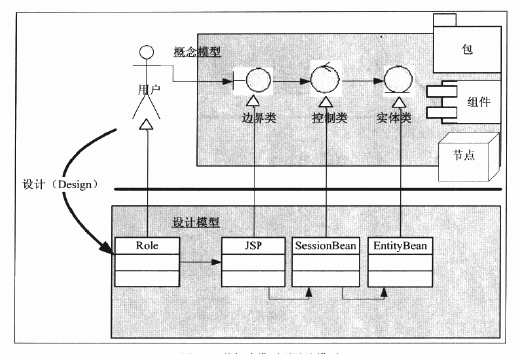 概念模型
包
用户
边界类
控制类
实体类
组件
节点
设计（Design）
设计模型
Role
JSP
SessionBean
EntityBean